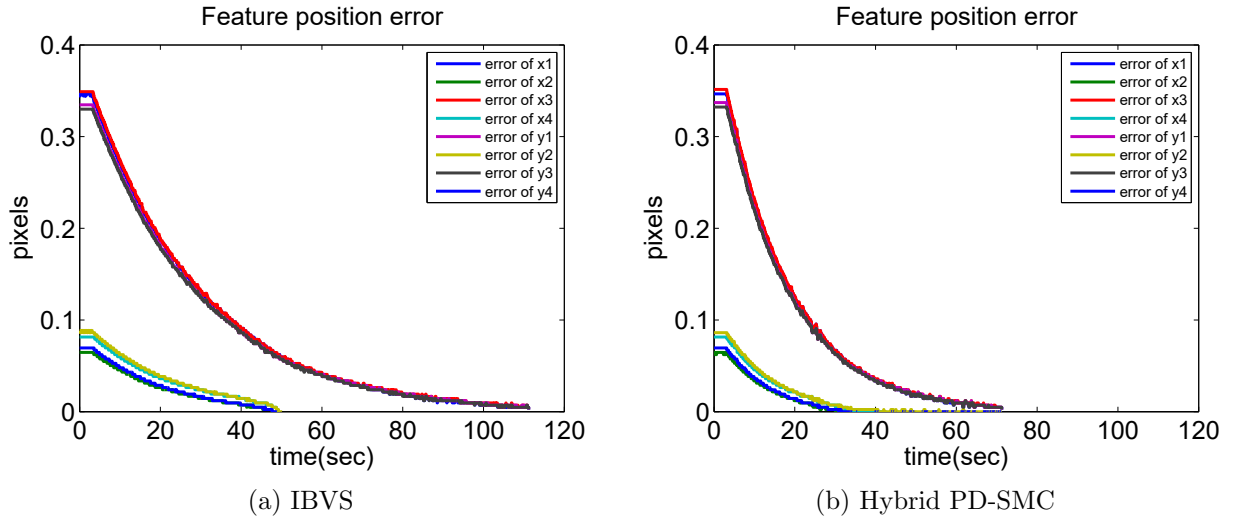 Feature position error
pixels
0.4
0.3
0.2
0.1
0
error of x1
error of x2
error of x3
error of x4
error of y1
error of y2
error of y3
error of y4
0 20 40 60 80 100 120
time(sec)
(a) IBVS
Feature position error
pixels
0.4
0.3
0.2
0.1
0
error of x1
error of x2
error of x3
error of x4
error of y1
error of y2
error of y3
error of y4
0 20 40 60 80 100 120
time(sec)
(b) Hybrid PD-SMC